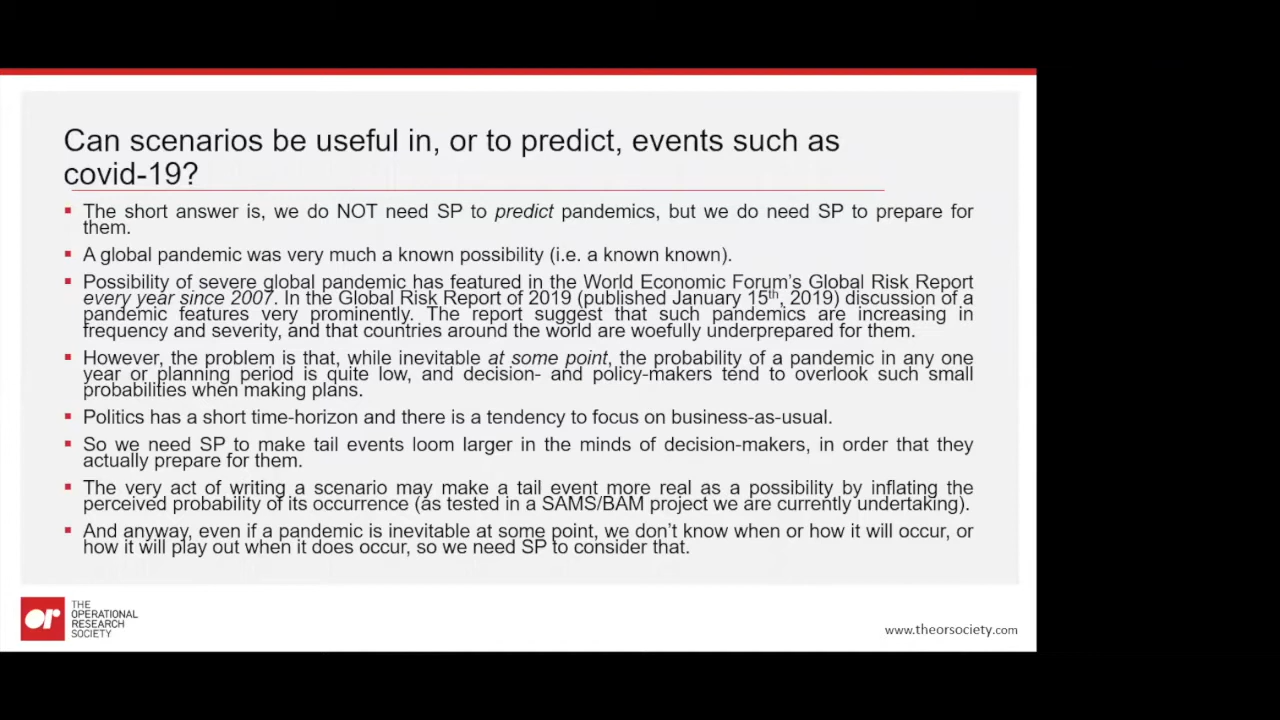 Can scenarios be useful in, or to predict, events such as
covid-19?
▪ The short answer is, we do NOT need SP to predict pandemics, but we do need SP to prepare for
them.
▪ A global pandemic was very much a known possibility (i.e. a known known).
▪ Possibility of severe global pandemic has featured in the World Economic Forum's Global Risk Report
every year since 2007. In the Global Risk Report of 2019 (published January 15th, 2019) discussion of a
pandemic features very prominently. The report suggest that such pandemics are increasing in
frequency and severity, and that countries around the world are woefully underprepared for them.
▪ However, the problem is that, while inevitable at some point, the probability of a pandemic in any one
year or planning period is quite low, and decision- and policy-makers tend to overlook such small
probabilities when making plans.
▪ Politics has a short time-horizon and there is a tendency to focus on business-as-usual.
▪ So we need SP to make tail events loom larger in the minds of decision-makers, in order that they
actually prepare for them.
▪ The very act of writing a scenario may make a tail event more real as a possibility by inflating the
perceived probability of its occurrence (as tested in a SAMS/BAM project we are currently undertaking).
▪ And anyway, even if a pandemic is inevitable at some point, we don't know when or how it will occur, or
how it will play out when it does occur, so we need SP to consider that.
or
THE
OPERATIONAL
RESEARCH
SOCIETY
www.theorsociety.com